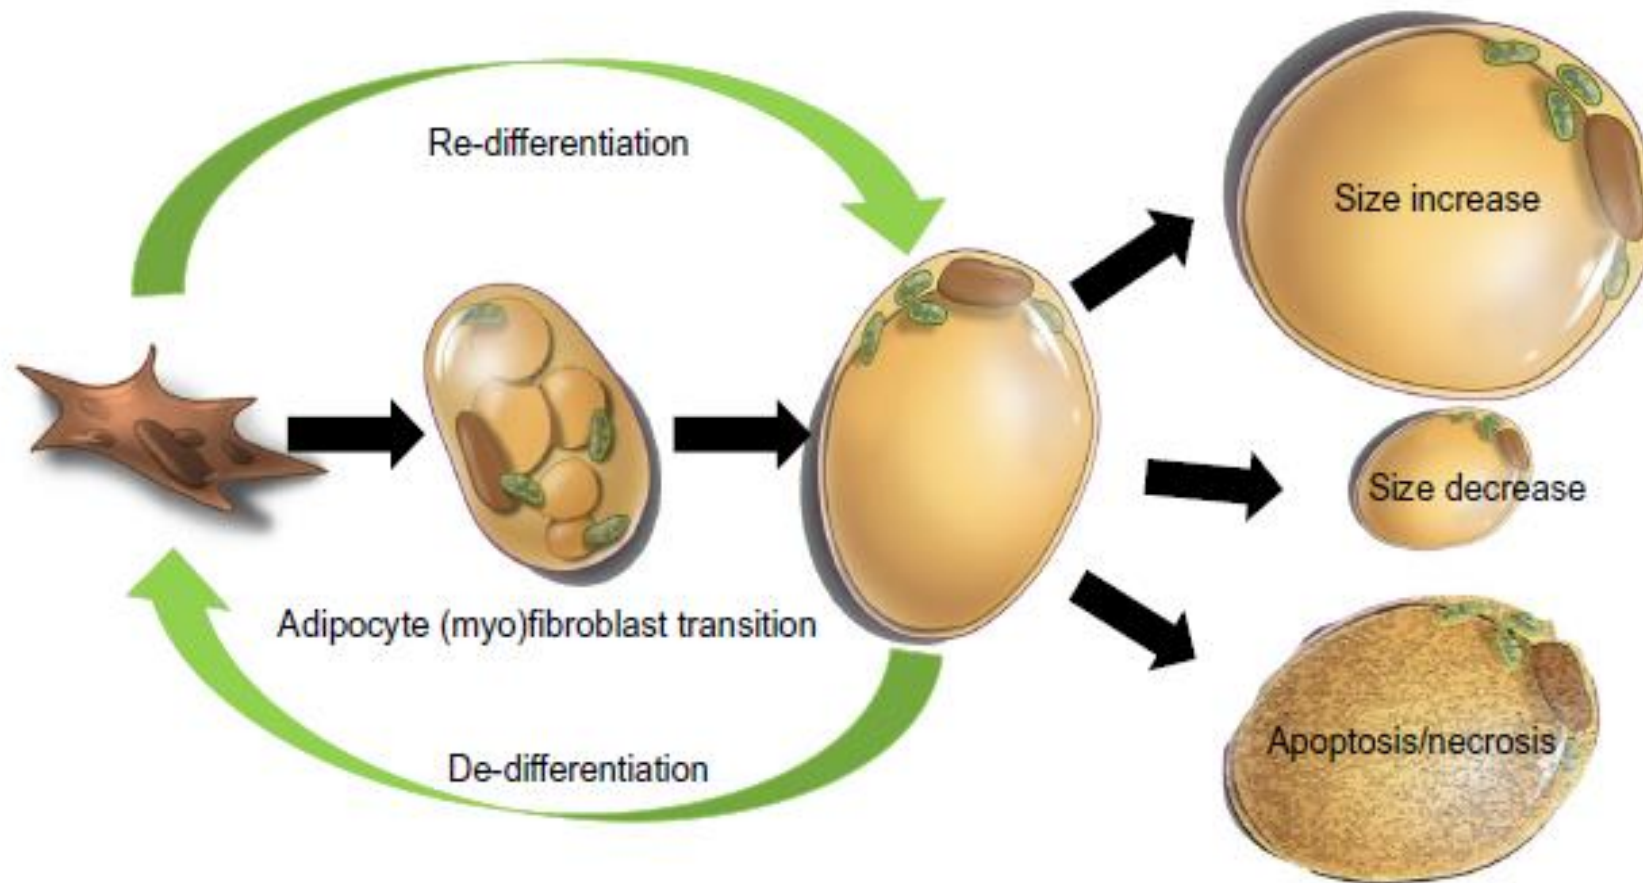 Re-differentiation
Size increase
Size decrease
Adipocyte (myo)fibroblast transition
De-differentiation
Apoptosis/necrosis